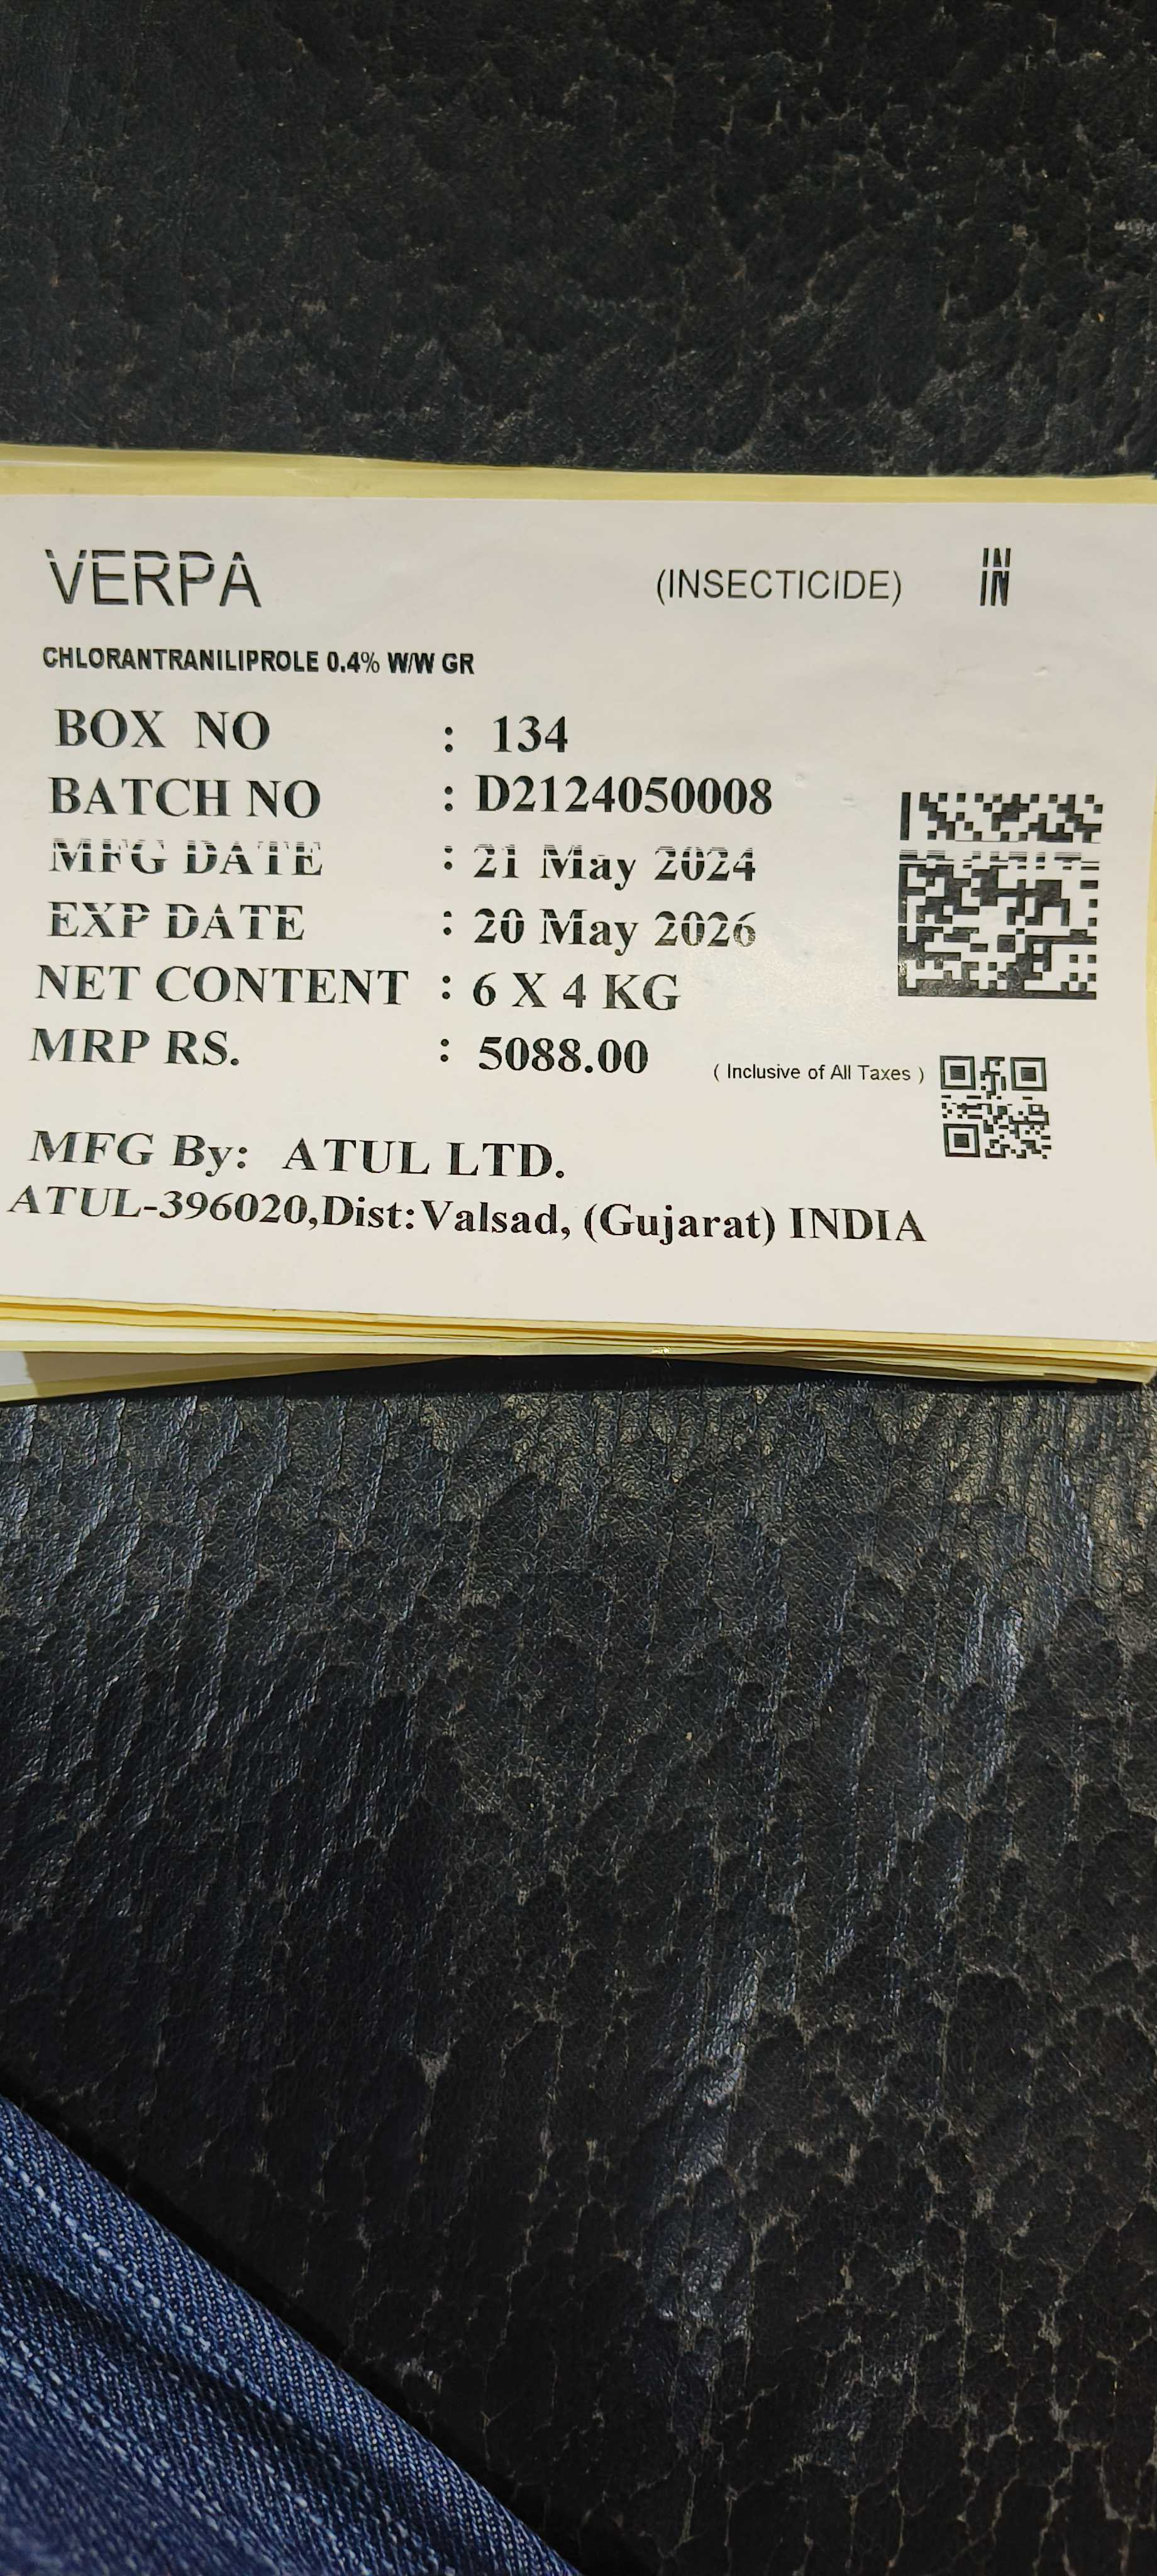 VERPA (INSECTICIDE) IN
CHLORANTRANILIPROLE 0.4% W/W GR
BOX NO : 134
BATCH NO : D2124050008
MFG DATE : 21 May 2024
EXP DATE : 20 May 2026
NET CONTENT : 6 X 4 KG
MRP RS. : 5088.00 ( Inclusive of All Taxes )
MFG By: ATUL LTD.
ATUL-396020,Dist:Valsad, (Gujarat) INDIA